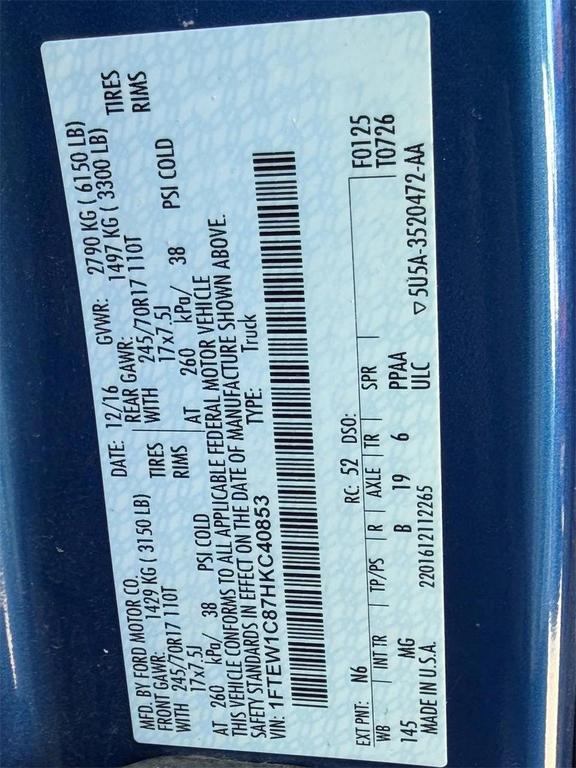 MFD. BY FORD MOTOR CO. DATE: 12/16 GVWR: 2790 KG ( 6150 LB)
FRONT GAWR: 1429 KG (3150 LB) REAR GAWR: 1497 KG ( 3300 LB)
WITH 245/70R17 110T TIRES WITH 245/70R17 110T TIRES
17x7.5J RIMS 17x7.5J RIMS
AT 260 kPa/ 38 PSI COLD AT 260 kPa/ 38 PSI COLD
THIS VEHICLE CONFORMS TO ALL APPLICABLE FEDERAL MOTOR VEHICLE
SAFETY STANDARDS IN EFFECT ON THE DATE OF MANUFACTURE SHOWN ABOVE.
VIN: 1FTEW1C87HKC40853 TYPE: Truck
EXT PNT: N6 RC: 52 DSO: F0125
WB INT TR TP/PS R AXLE TR SPR T0726
145 MG B 19 6 PPAA
MADE IN U.S.A. 2201612112265 ULC
▽5U5A-3520472-AA